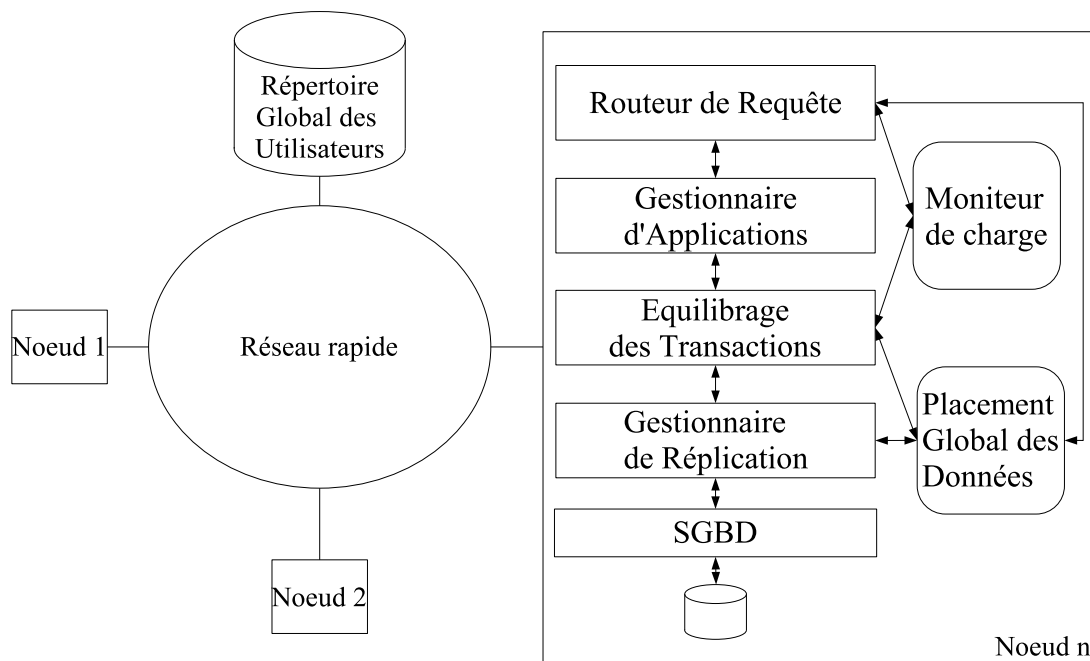 Répertoire
Global des
Utilisateurs
Réseau rapide
Noeud 1
Noeud 2
Routeur de Requête
Gestionnaire
d'Applications
Equilibrage
des Transactions
Gestionnaire
de Réplication
SGBD
Moniteur
de charge
Placement
Global des
Données
Noeud n